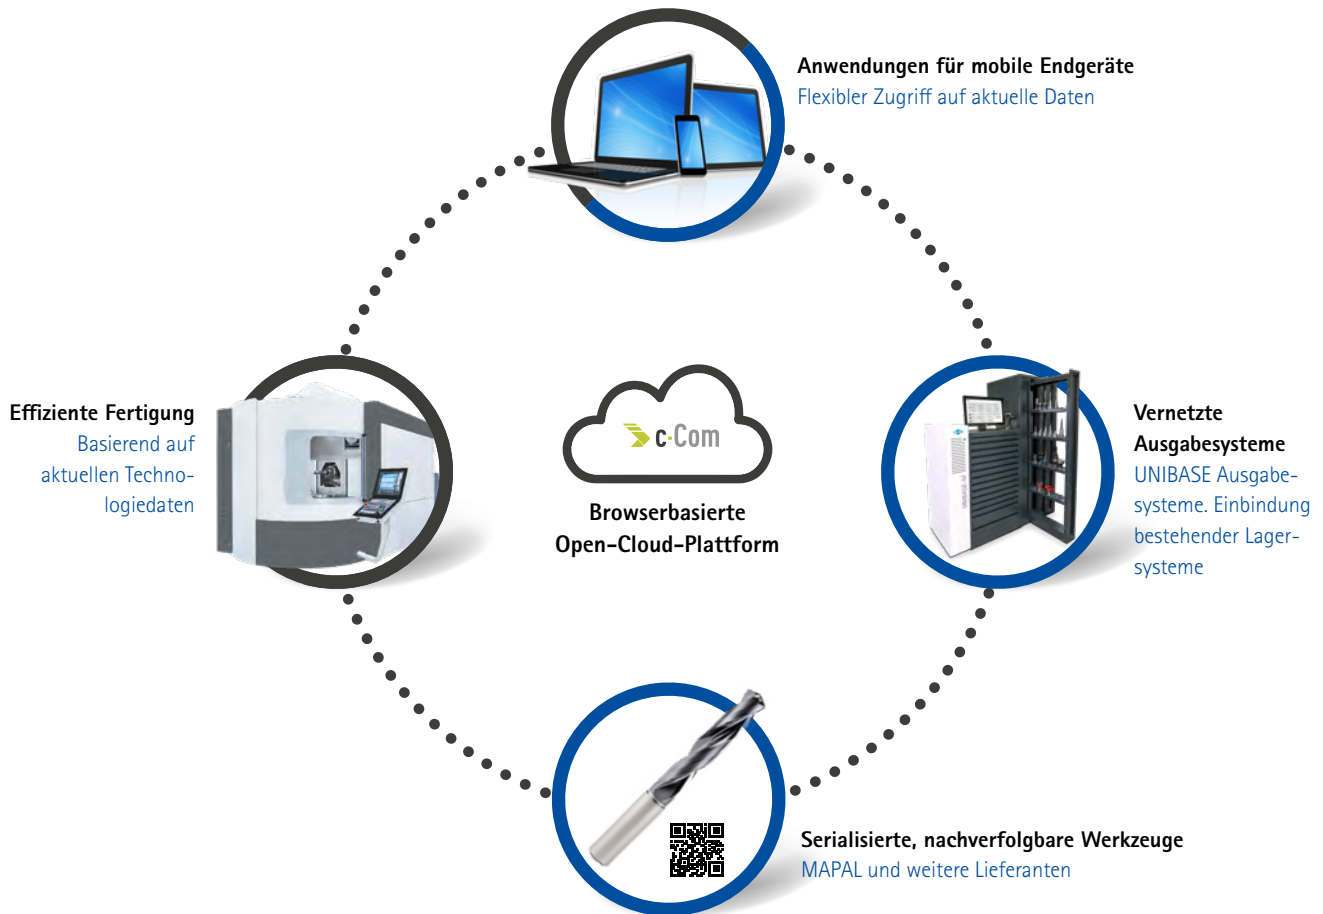 Anwendungen für mobile Endgeräte
Flexibler Zugriff auf aktuelle Daten
Effiziente Fertigung
Basierend auf
aktuellen Techno-
logiedaten
c·Com
Browserbasierte
Open-Cloud-Plattform
Vernetzte
Ausgabesysteme
UNIBASE Ausgabe-
systeme. Einbindung
bestehender Lager-
systeme
Serialisierte, nachverfolgbare Werkzeuge
MAPAL und weitere Lieferanten